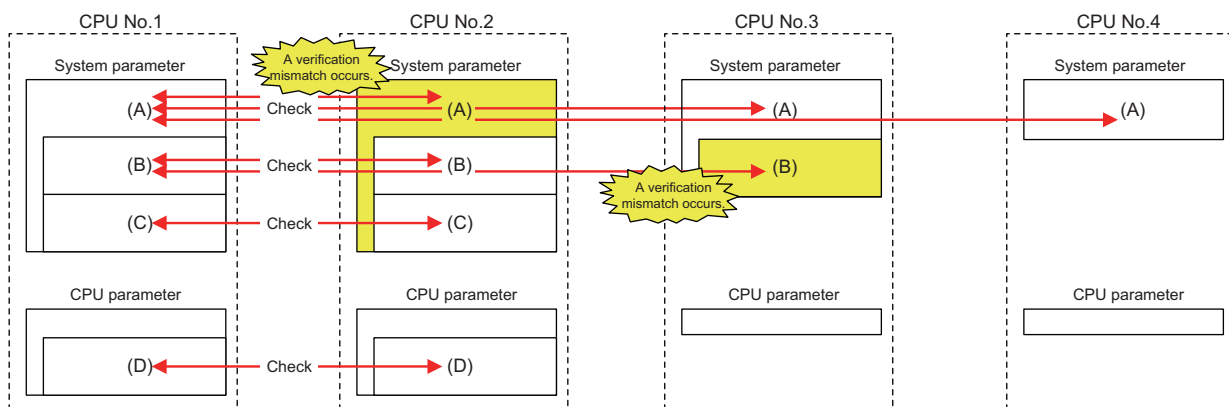 CPU No.1
CPU No.2
CPU No.3
CPU No.4
A verification
mismatch occurs.
System parameter
System parameter
System parameter
System parameter
(A)
Check
(A)
(A)
(A)
(B)
Check
(B)
(B)
A verification
mismatch occurs.
(C)
Check
(C)
CPU parameter
CPU parameter
CPU parameter
CPU parameter
(D)
Check
(D)